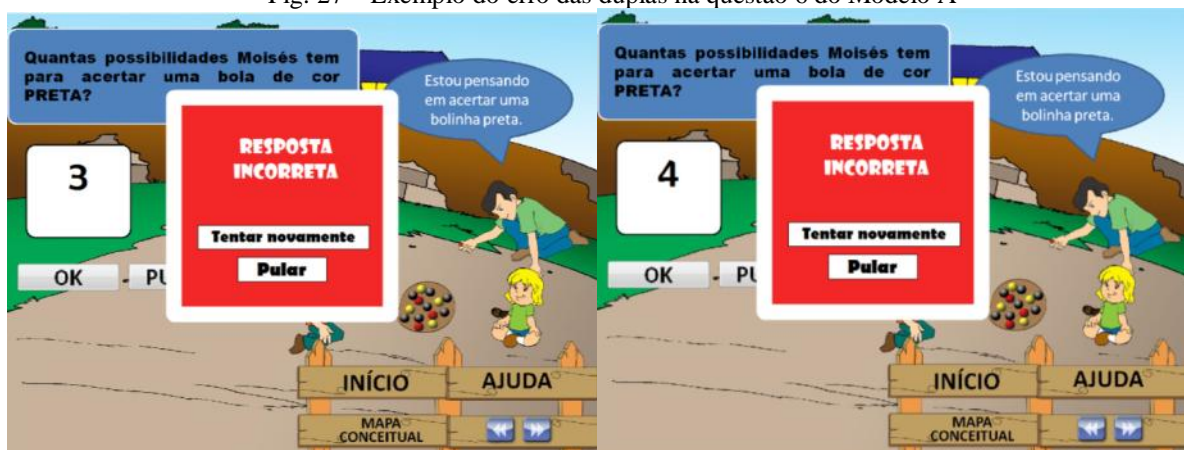 Fig. 27 – Exemplo do erro das duplas na questão 6 do Modelo A
Quantas possibilidades Moisés tem
para acertar uma bola de cor
PRETA?
Estou pensando
em acertar uma
bolinha preta.
3
RESPOSTA
INCORRETA
Tentar novamente
Pular
OK
PU
INÍCIO
AJUDA
MAPA
CONCEITUAL
Quantas possibilidades Moisés tem
para acertar uma bola de cor
PRETA?
Estou pensando
em acertar uma
bolinha preta.
4
RESPOSTA
INCORRETA
Tentar novamente
Pular
OK
PU
INÍCIO
AJUDA
MAPA
CONCEITUAL